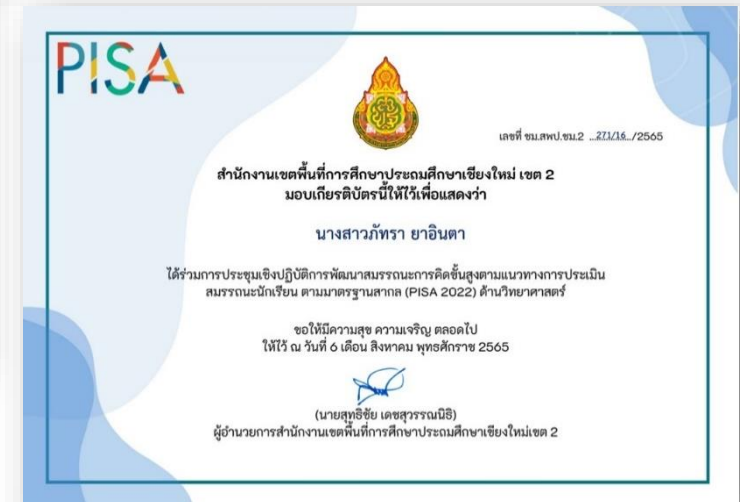 PISA
เลขที่ ชม.สพป.ชม.2 ..271/16../2565
สำนักงานเขตพื้นที่การศึกษาประถมศึกษาเชียงใหม่ เขต 2
มอบเกียรติบัตรนี้ให้ไว้เพื่อแสดงว่า
นางสาวภัทรา ยาอินตา
ได้ร่วมการประชุมเชิงปฏิบัติการพัฒนาสมรรถนะการคิดขั้นสูงตามแนวทางการประเมิน
สมรรถนะนักเรียน ตามมาตรฐานสากล (PISA 2022) ด้านวิทยาศาสตร์
ขอให้มีความสุข ความเจริญ ตลอดไป
ให้ไว้ ณ วันที่ 6 เดือน สิงหาคม พุทธศักราช 2565
(นายสุทธิชัย เดชสุวรรณนิธิ)
ผู้อำนวยการสำนักงานเขตพื้นที่การศึกษาประถมศึกษาเชียงใหม่เขต 2